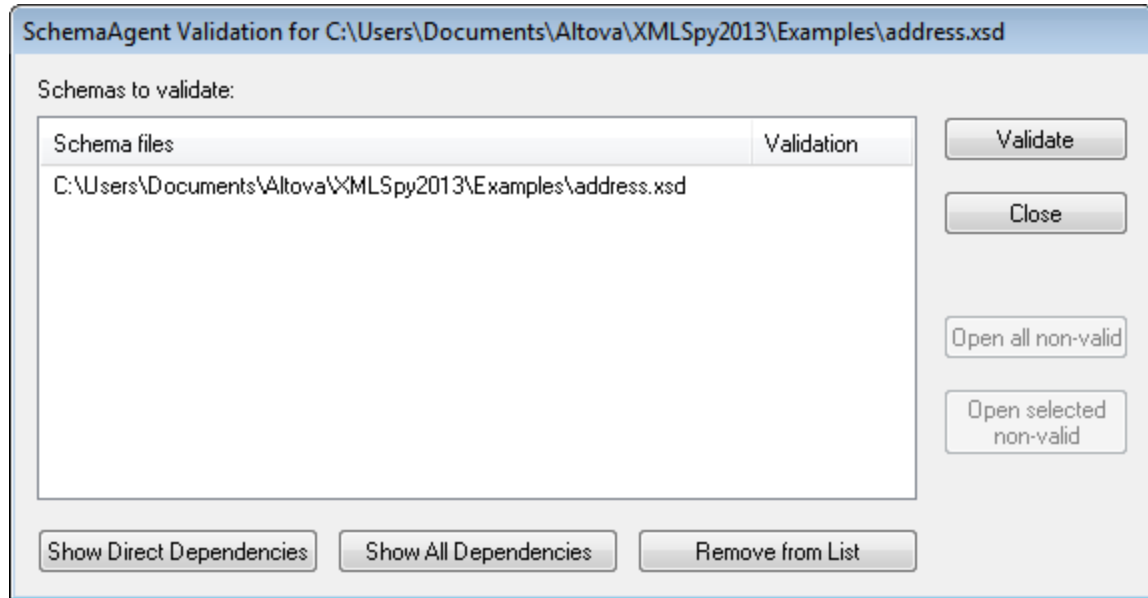 SchemaAgent Validation for C:\Users\Documents\Altova\XMLSpy2013\Examples\address.xsd
Schemas to validate:
Schema files Validation
C:\Users\Documents\Altova\XMLSpy2013\Examples\address.xsd
Validate
Close
Open all non-valid
Open selected
non-valid
Show Direct Dependencies Show All Dependencies Remove from List